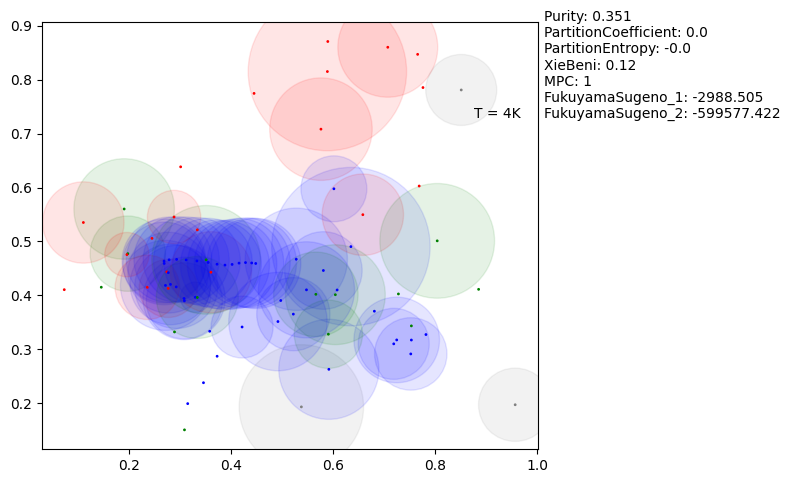 Purity: 0.351
PartitionCoefficient: 0.0
PartitionEntropy: -0.0
XieBeni: 0.12
MPC: 1
FukuyamaSugeno_1: -2988.505
FukuyamaSugeno_2: -599577.422
T = 4K
0.9
0.8
0.7
0.6
0.5
0.4
0.3
0.2
0.2
0.4
0.6
0.8
1.0